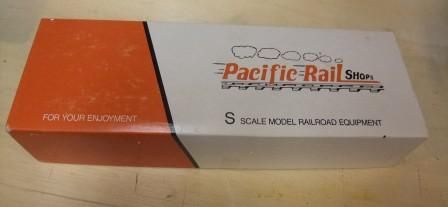 Pacific Rail SHOPS
FOR YOUR ENJOYMENT
S SCALE MODEL RAILROAD EQUIPMENT